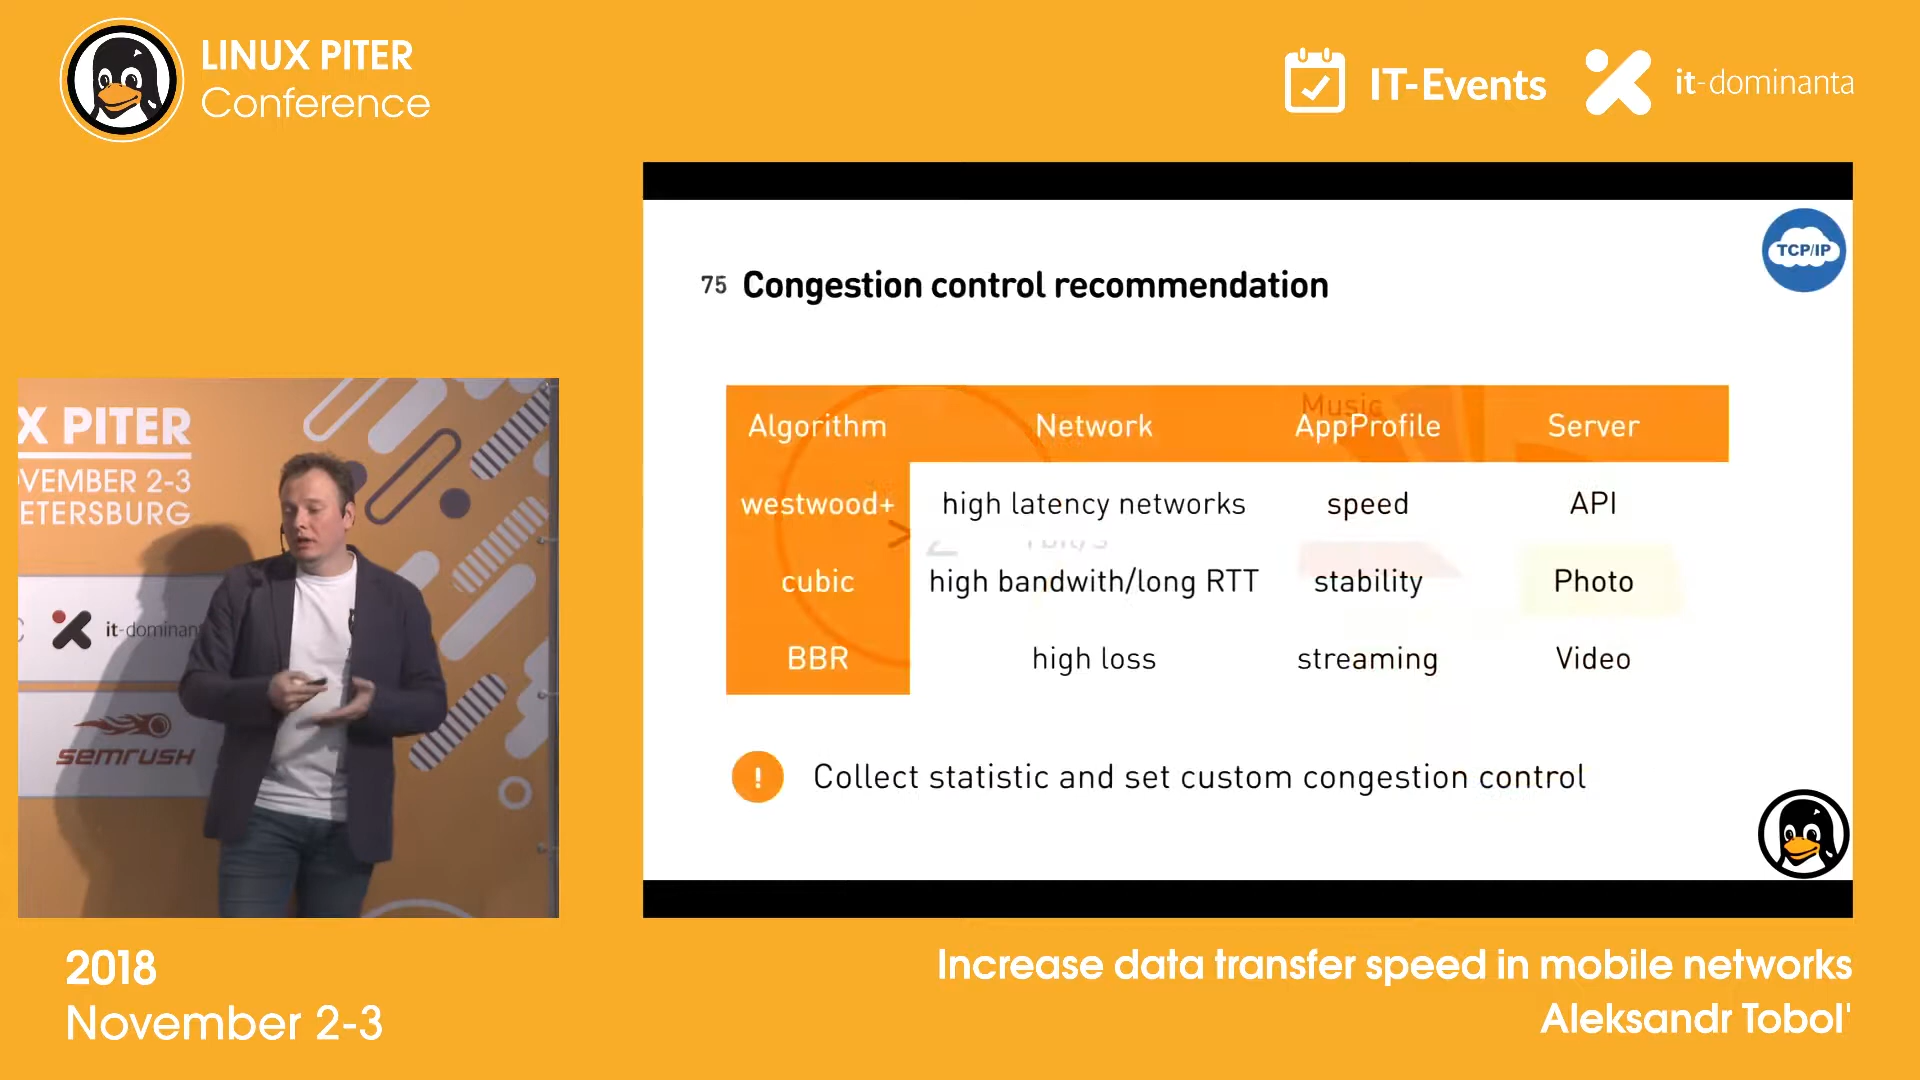 LINUX PITER
Conference
IT-Events
it-dominanta
TCP/IP
75 Congestion control recommendation
Music
Algorithm Network AppProfile Server
westwood+ high latency networks speed API
cubic high bandwith/long RTT stability Photo
BBR high loss streaming Video
! Collect statistic and set custom congestion control
X PITER
VEMBER 2-3
ETERSBURG
it-dominan
semrush
2018
November 2-3
Increase data transfer speed in mobile networks
Aleksandr Tobol'